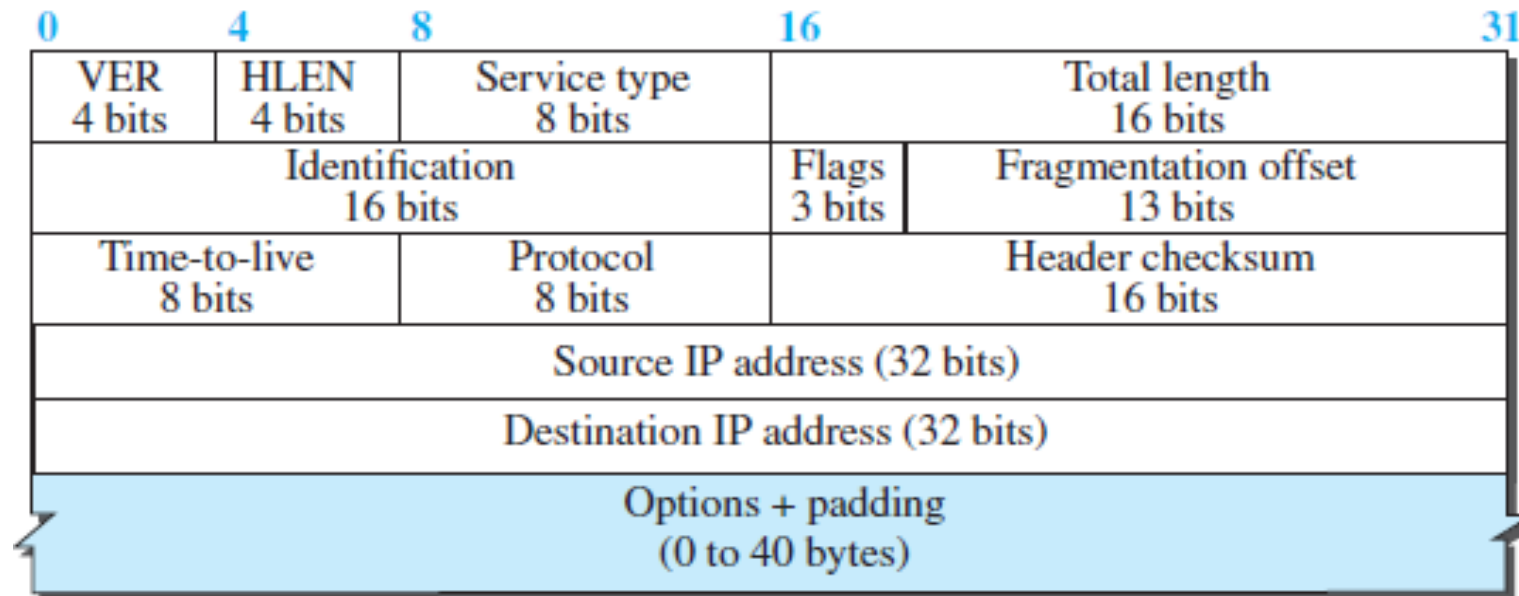 0 4 8 16 31
VER HLEN Service type Total length
4 bits 4 bits 8 bits 16 bits
Identification Flags Fragmentation offset
16 bits 3 bits 13 bits
Time-to-live Protocol Header checksum
8 bits 8 bits 16 bits
Source IP address (32 bits)
Destination IP address (32 bits)
Options + padding
(0 to 40 bytes)